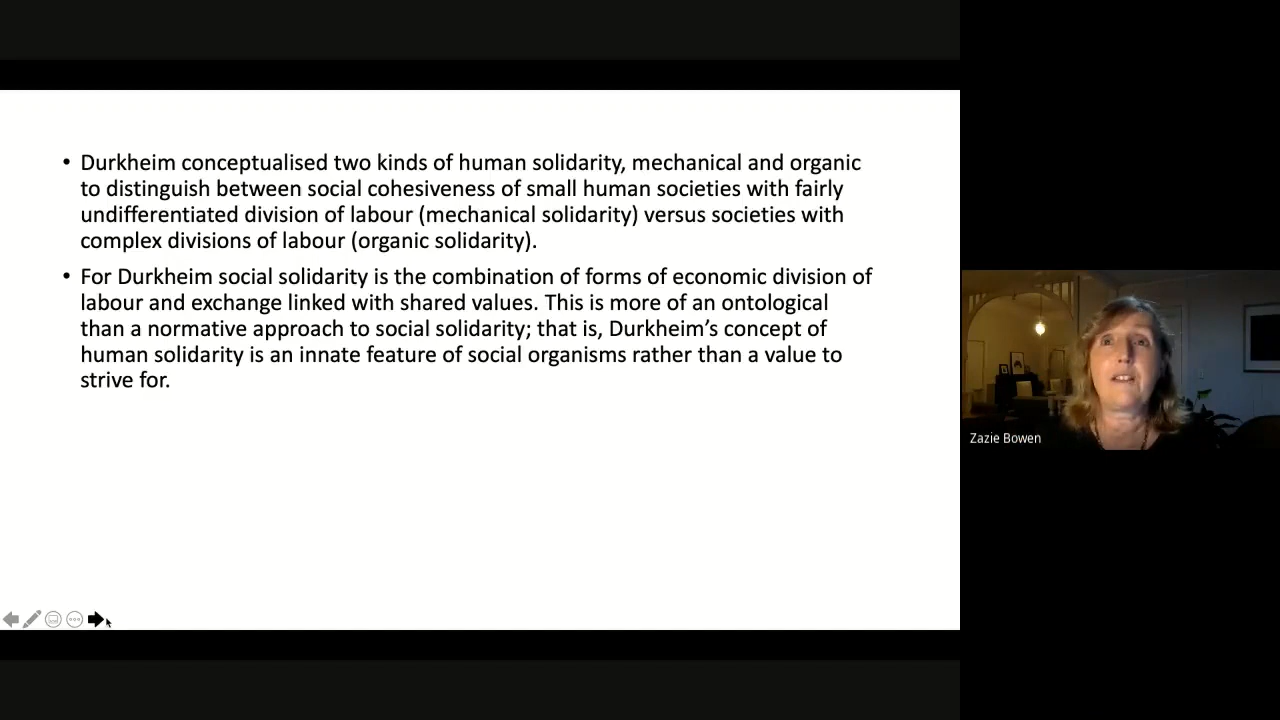 • Durkheim conceptualised two kinds of human solidarity, mechanical and organic
to distinguish between social cohesiveness of small human societies with fairly
undifferentiated division of labour (mechanical solidarity) versus societies with
complex divisions of labour (organic solidarity).
• For Durkheim social solidarity is the combination of forms of economic division of
labour and exchange linked with shared values. This is more of an ontological
than a normative approach to social solidarity; that is, Durkheim’s concept of
human solidarity is an innate feature of social organisms rather than a value to
strive for.
Zazie Bowen